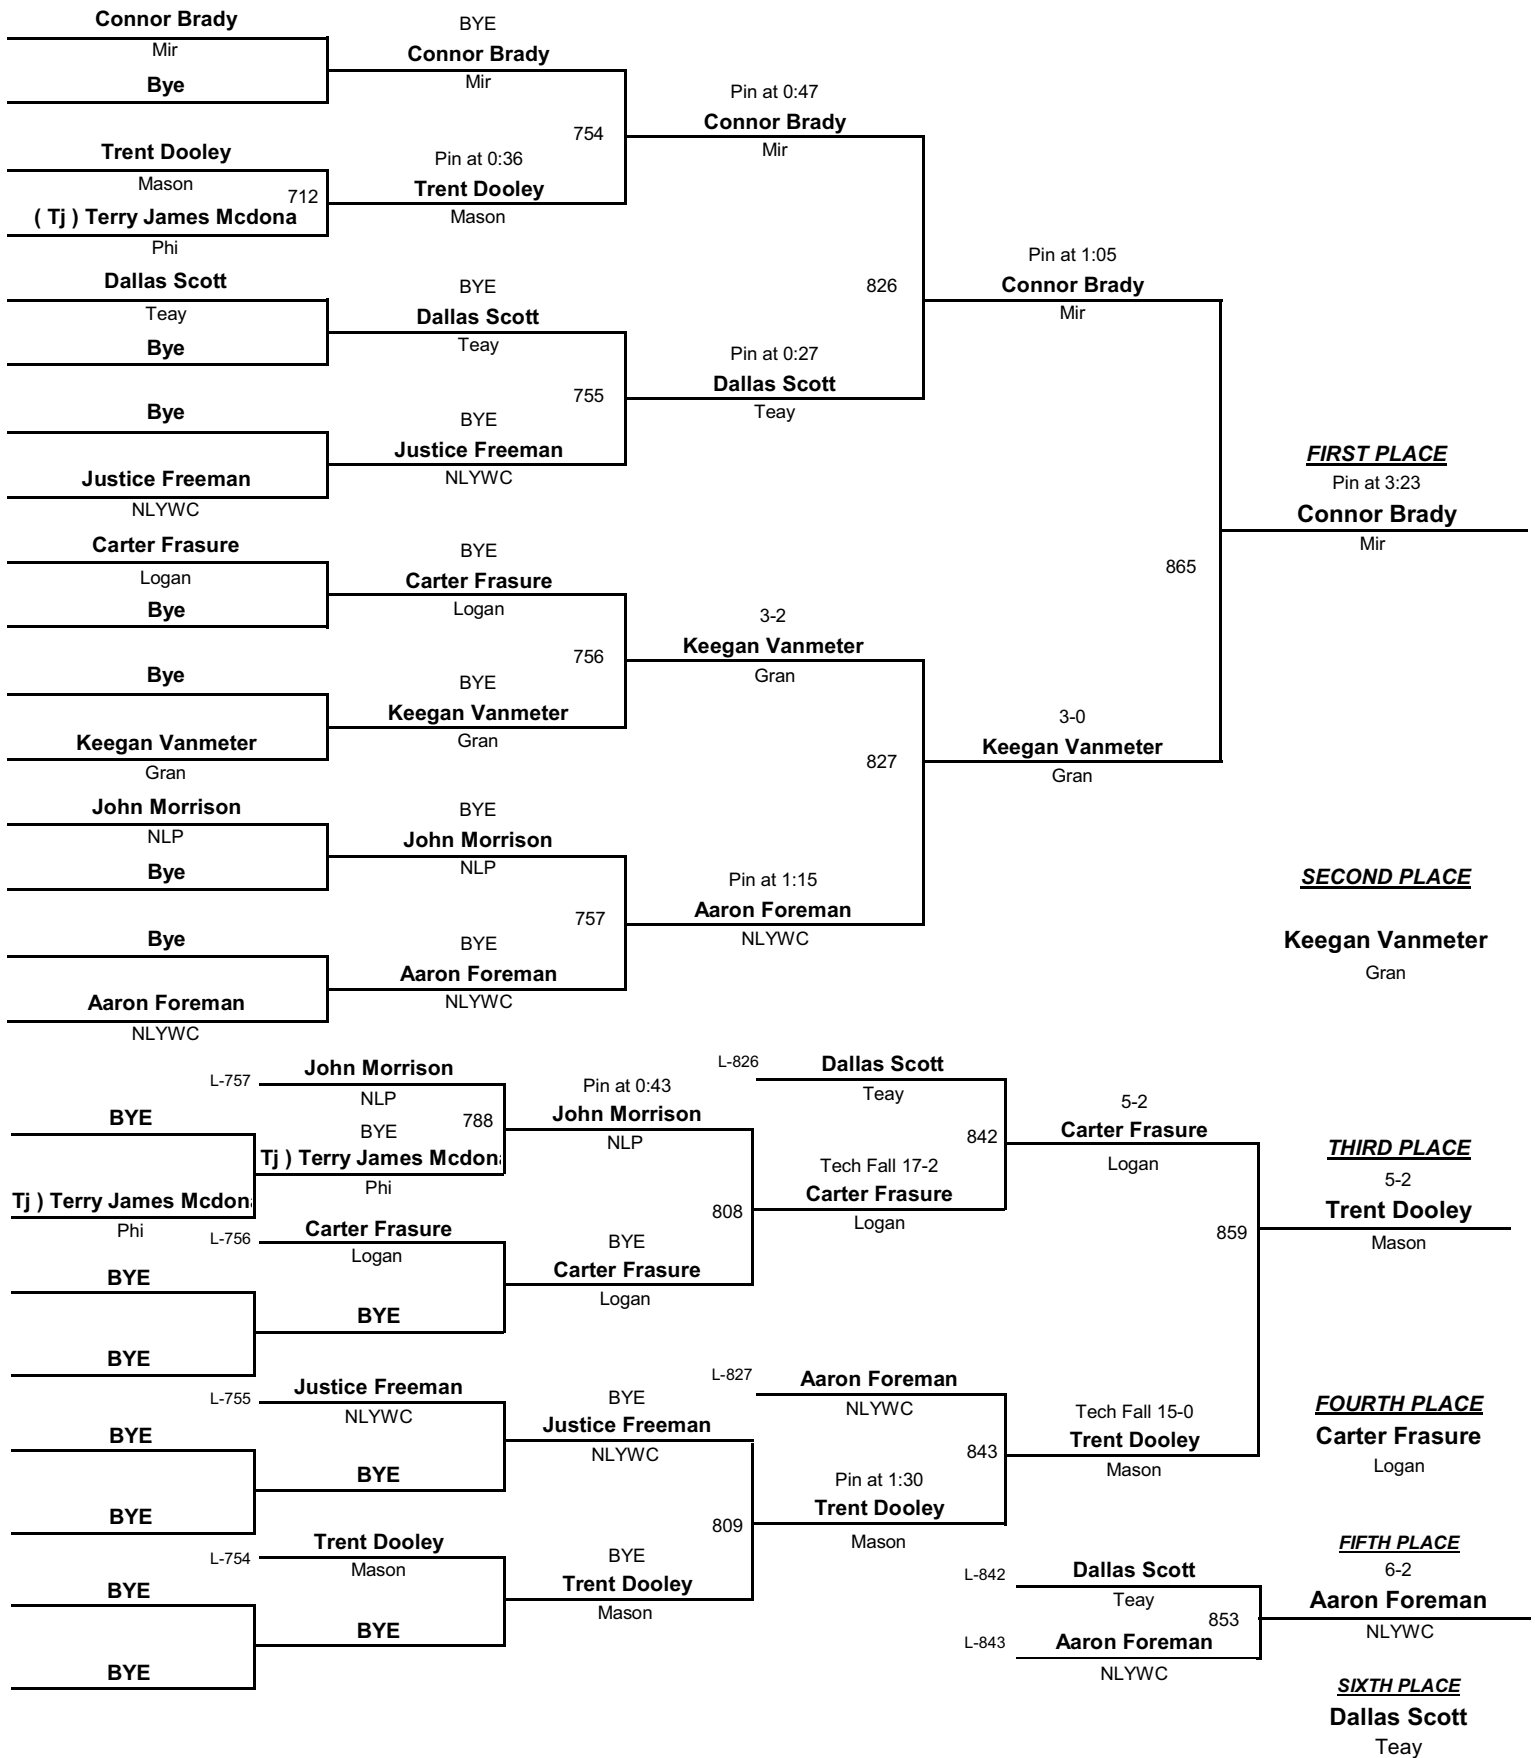 Connor Brady
Mir
Bye
Trent Dooley
Mason
712
( Tj ) Terry James Mcdona
Phi
Dallas Scott
Teay
Bye
Bye
Justice Freeman
NLYWC
Carter Frasure
Logan
Bye
Bye
Keegan Vanmeter
Gran
John Morrison
NLP
Bye
Bye
Aaron Foreman
NLYWC
BYE
Connor Brady
Mir
754
Pin at 0:36
Trent Dooley
Mason
BYE
Dallas Scott
Teay
755
BYE
Justice Freeman
NLYWC
BYE
Carter Frasure
Logan
756
BYE
Keegan Vanmeter
Gran
BYE
John Morrison
NLP
757
BYE
Aaron Foreman
NLYWC
Pin at 0:47
Connor Brady
Mir
826
Pin at 0:27
Dallas Scott
Teay
3-2
Keegan Vanmeter
Gran
827
Pin at 1:15
Aaron Foreman
NLYWC
Pin at 1:05
Connor Brady
Mir
865
3-0
Keegan Vanmeter
Gran
FIRST PLACE
Pin at 3:23
Connor Brady
Mir
SECOND PLACE
Keegan Vanmeter
Gran
BYE
Tj ) Terry James Mcdona
Phi
BYE
BYE
BYE
BYE
BYE
BYE
L-757
John Morrison
NLP
788
BYE
Tj ) Terry James Mcdona
Phi
L-756
Carter Frasure
Logan
BYE
L-755
Justice Freeman
NLYWC
BYE
L-754
Trent Dooley
Mason
BYE
Pin at 0:43
John Morrison
NLP
808
BYE
Carter Frasure
Logan
BYE
Justice Freeman
NLYWC
809
BYE
Trent Dooley
Mason
L-826
Dallas Scott
Teay
842
Tech Fall 17-2
Carter Frasure
Logan
L-827
Aaron Foreman
NLYWC
843
Pin at 1:30
Trent Dooley
Mason
5-2
Carter Frasure
Logan
859
Tech Fall 15-0
Trent Dooley
Mason
L-842
Dallas Scott
Teay
853
L-843
Aaron Foreman
NLYWC
THIRD PLACE
5-2
Trent Dooley
Mason
FOURTH PLACE
Carter Frasure
Logan
FIFTH PLACE
6-2
Aaron Foreman
NLYWC
SIXTH PLACE
Dallas Scott
Teay